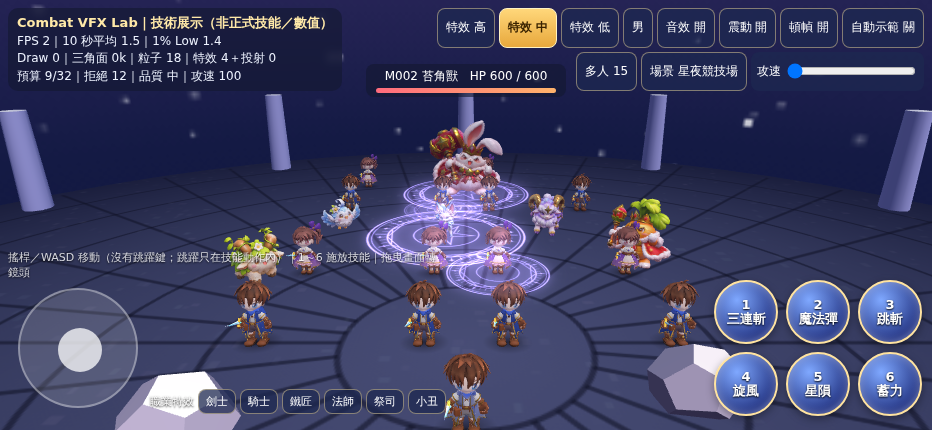 Combat VFX Lab｜技術展示（非正式技能／數值）
FPS 2｜10 秒平均 1.5｜1% Low 1.4
Draw 0｜三角面 0k｜粒子 18｜特效 4＋投射 0
預算 9/32｜拒絕 12｜品質 中｜攻速 100
特效 高
特效 中
特效 低
男
音效 開
震動 開
頓幀 開
自動示範 關
多人 15
場景 星夜競技場
攻速
M002 苔角獸 HP 600 / 600
搖桿／WASD 移動（沒有跳躍鍵；跳躍只在技能動作內）｜1–6 施放技能｜拖曳畫面轉
鏡頭
1
三連斬
2
魔法彈
3
跳斬
4
旋風
5
星隕
6
蓄力
職業特效
劍士
騎士
鐵匠
法師
祭司
小丑